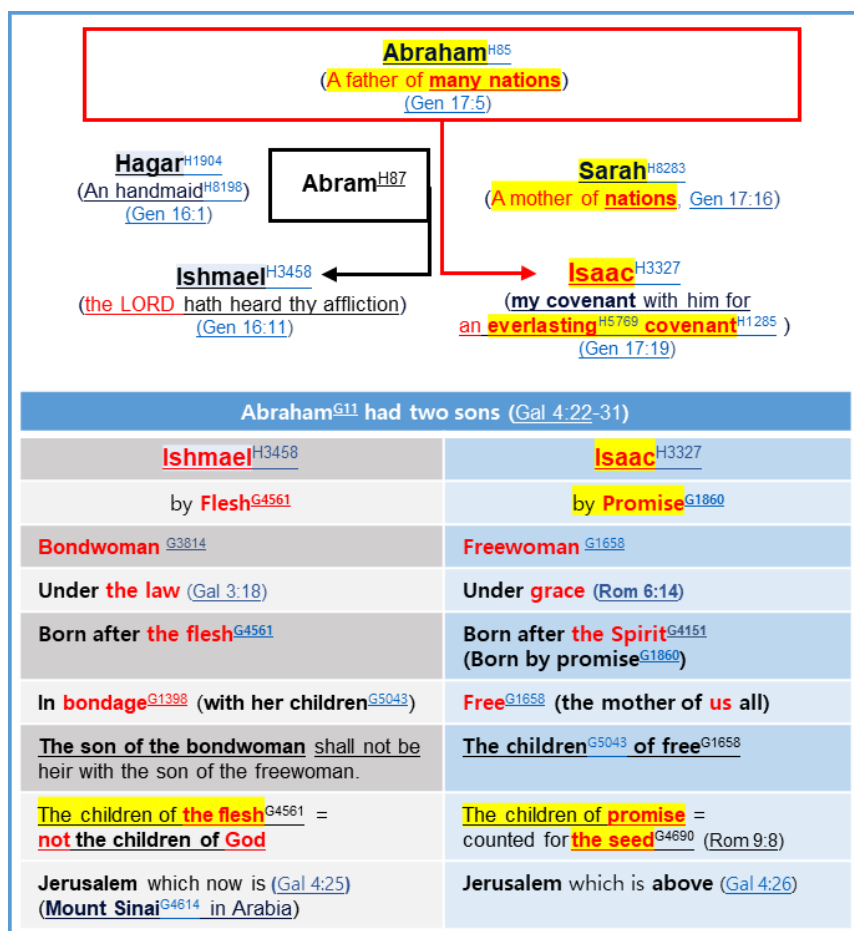 Abraham^H85
(A father of many nations)
(Gen 17:5)
Hagar^H1904
(An handmaid^H8198)
(Gen 16:1)
Abram^H87
Sarah^H8283
(A mother of nations, Gen 17:16)
Ishmael^H3458
(the LORD hath heard thy affliction)
(Gen 16:11)
Isaac^H3327
(my covenant with him for
an everlasting^H5769 covenant^H1285 )
(Gen 17:19)
Abraham^G11 had two sons (Gal 4:22-31)
Ishmael^H3458
Isaac^H3327
by Flesh^G4561
by Promise^G1860
Bondwoman ^G3814
Freewoman ^G1658
Under the law (Gal 3:18)
Under grace (Rom 6:14)
Born after the flesh^G4561
Born after the Spirit^G4151
(Born by promise^G1860)
In bondage^G1398 (with her children^G5043)
Free^G1658 (the mother of us all)
The son of the bondwoman shall not be
heir with the son of the freewoman.
The children^G5043 of free^G1658
The children of the flesh^G4561 =
not the children of God
The children of promise =
counted for the seed^G4690 (Rom 9:8)
Jerusalem which now is (Gal 4:25)
(Mount Sinai^G4614 in Arabia)
Jerusalem which is above (Gal 4:26)